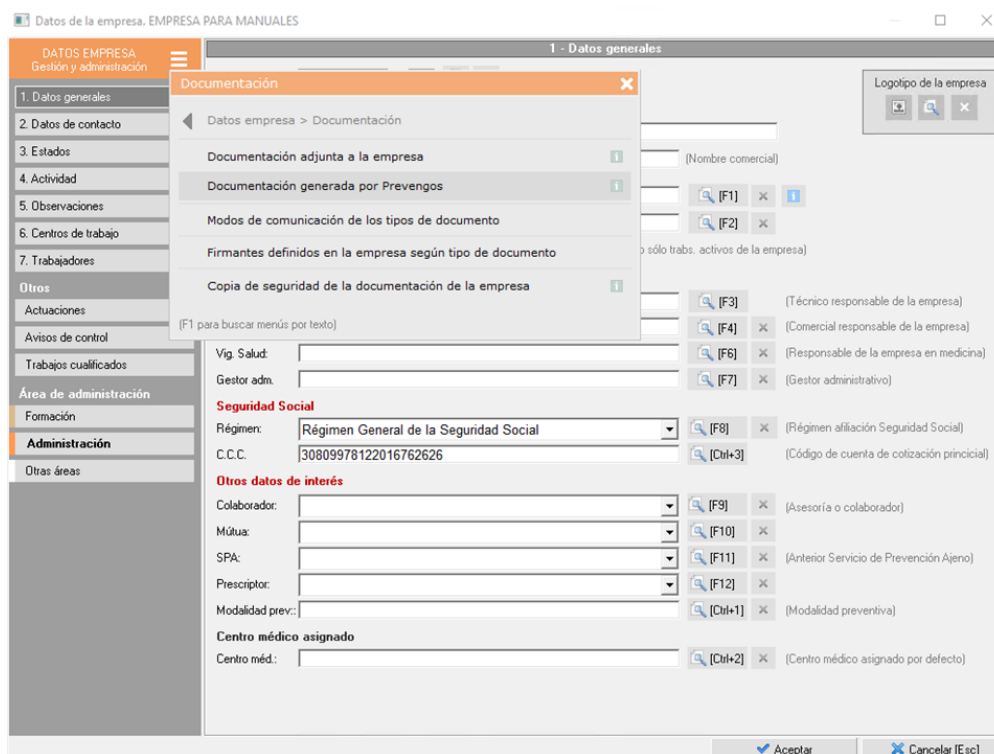 Datos de la empresa. EMPRESA PARA MANUALES
DATOS EMPRESA
Gestión y administración
1 - Datos generales
Documentación
Logotipo de la empresa
1. Datos generales
2. Datos de contacto
3. Estados
4. Actividad
5. Observaciones
6. Centros de trabajo
7. Trabajadores
Otros
Actuaciones
Avisos de control
Trabajos cualificados
Área de administración
Formación
Administración
Otras áreas
Datos empresa > Documentación
Documentación adjunta a la empresa
Documentación generada por Prevengos
Modos de comunicación de los tipos de documento
Firmantes definidos en la empresa según tipo de documento
Copia de seguridad de la documentación de la empresa
(F1 para buscar menús por texto)
(Nombre comercial)
[F1]
[F2]
sólo trabs. activos de la empresa)
[F3] (Técnico responsable de la empresa)
[F4] (Comercial responsable de la empresa)
Vig. Salud: [F6] (Responsable de la empresa en medicina)
Gestor adm. [F7] (Gestor administrativo)
Seguridad Social
Régimen: Régimen General de la Seguridad Social [F8] (Régimen afiliación Seguridad Social)
C.C.C. 30809978122016762626 [Ctrl+3] (Código de cuenta de cotización princicial)
Otros datos de interés
Colaborador: [F9] (Asesoría o colaborador)
Mútua: [F10]
SPA: [F11] (Anterior Servicio de Prevención Ajeno)
Prescriptor: [F12]
Modalidad prev.: [Ctrl+1] (Modalidad preventiva)
Centro médico asignado
Centro méd.: [Ctrl+2] (Centro médico asignado por defecto)
Aceptar
Cancelar [Esc]